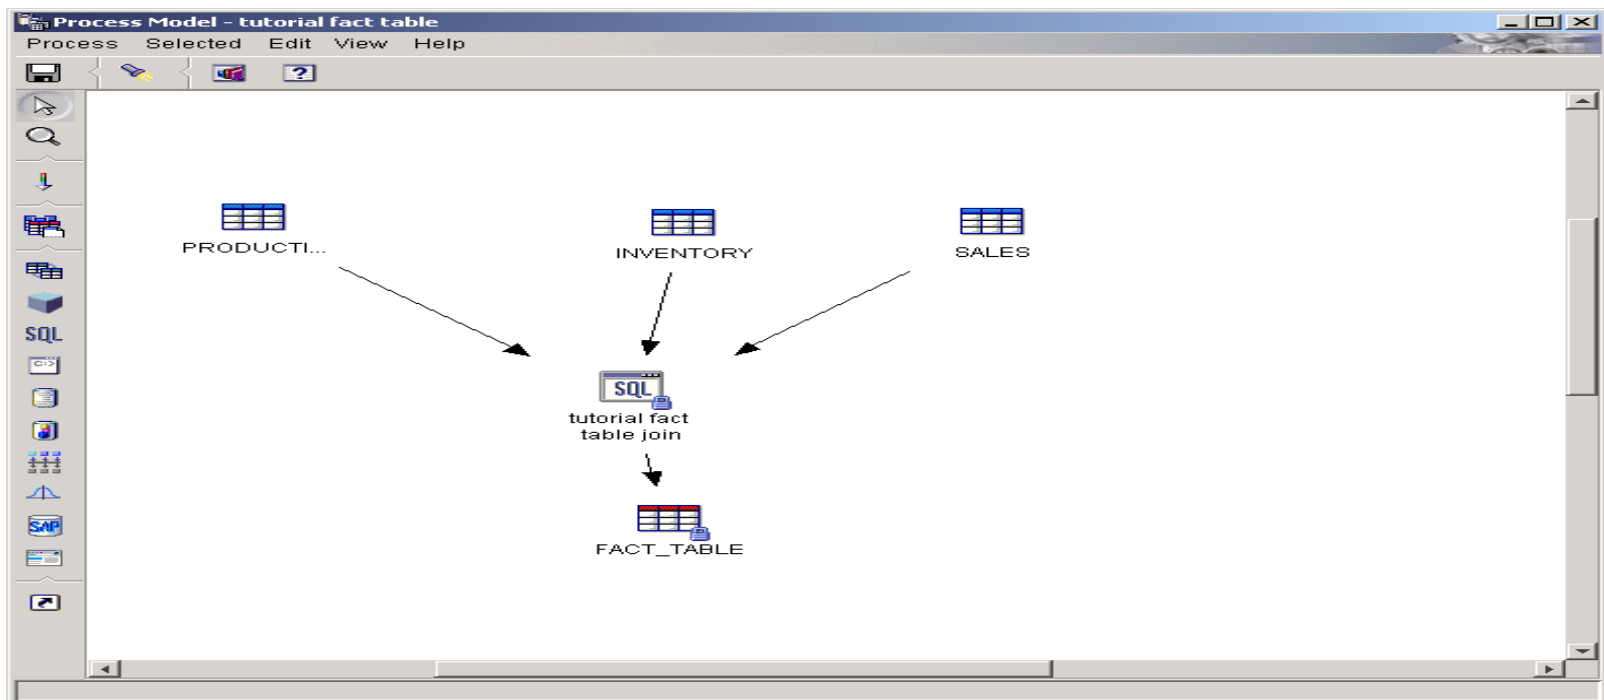 Process Model - tutorial fact table
Process Selected Edit View Help
PRODUCTI...
INVENTORY
SALES
SQL
C:>
SQL
tutorial fact
table join
SAP
FACT_TABLE